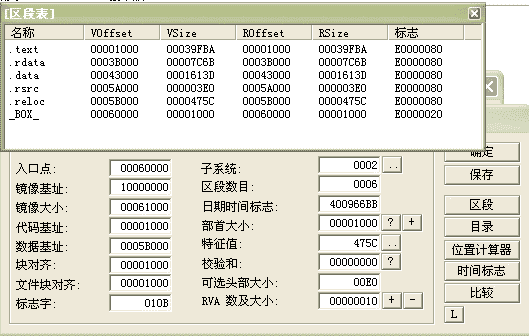 [区段表]
名称 VOffset VSize ROffset RSize 标志
.text 00001000 00039FBA 00001000 00039FBA E0000080
.rdata 0003B000 00007C6B 0003B000 00007C6B E0000080
.data 00043000 0001613D 00043000 0001613D E0000080
.rsrc 0005A000 000003E0 0005A000 000003E0 E0000080
.reloc 0005B000 0000475C 0005B000 0000475C E0000080
_BOX_ 00060000 00001000 00060000 00001000 E0000020
确定
入口点: 00060000 子系统: 0002 ..
保存
镜像基址: 10000000 区段数目: 0006
镜像大小: 00061000 日期时间标志: 400966BB 区段
代码基址: 00001000 部首大小: 00001000 ? + 目录
数据基址: 0005B000 特征值: 475C .. 位置计算器
块对齐: 00001000 校验和: 00000000 ? 时间标志
文件块对齐: 00001000 可选头部大小: 00E0 比较
标志字: 010B RVA 数及大小: 00000010 + - L